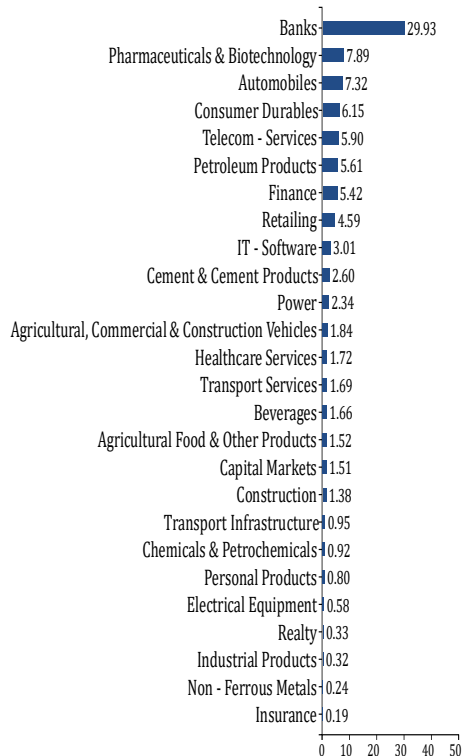 Banks 29.93
Pharmaceuticals & Biotechnology 7.89
Automobiles 7.32
Consumer Durables 6.15
Telecom - Services 5.90
Petroleum Products 5.61
Finance 5.42
Retailing 4.59
IT - Software 3.01
Cement & Cement Products 2.60
Power 2.34
Agricultural, Commercial & Construction Vehicles 1.84
Healthcare Services 1.72
Transport Services 1.69
Beverages 1.66
Agricultural Food & Other Products 1.52
Capital Markets 1.51
Construction 1.38
Transport Infrastructure 0.95
Chemicals & Petrochemicals 0.92
Personal Products 0.80
Electrical Equipment 0.58
Realty 0.33
Industrial Products 0.32
Non - Ferrous Metals 0.24
Insurance 0.19
0 10 20 30 40 50